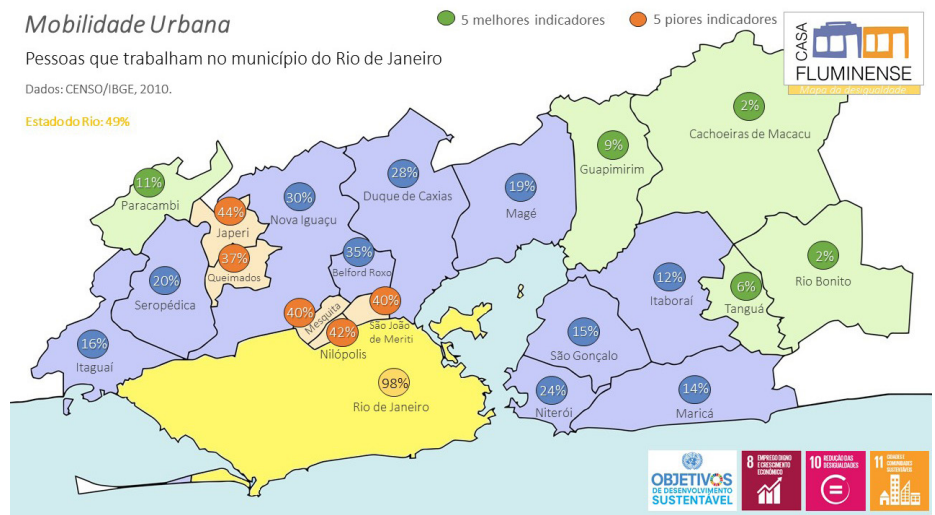 Mobilidade Urbana
5 melhores indicadores
5 piores indicadores
Pessoas que trabalham no município do Rio de Janeiro
Dados: CENSO/IBGE, 2010.
Estado do Rio: 49%
CASA
FLUMINENSE
Mapa da desigualdade
2%
Cachoeiras de Macacu
9%
Guapimirim
11%
Paracambi
44%
Japeri
30%
Nova Iguaçu
28%
Duque de Caxias
19%
Magé
37%
Queimados
35%
Belford Roxo
20%
Seropédica
12%
Itaboraí
6%
Tanguá
2%
Rio Bonito
40%
Mesquita
40%
São João
de Meriti
42%
Nilópolis
16%
Itaguaí
15%
São Gonçalo
98%
Rio de Janeiro
24%
Niterói
14%
Maricá
OBJETIVOS
DE DESENVOLVIMENTO
SUSTENTÁVEL
8 EMPREGO DIGNO
E CRESCIMENTO
ECONÔMICO
10 REDUÇÃO DAS
DESIGUALDADES
11 CIDADES E
COMUNIDADES
SUSTENTÁVEIS